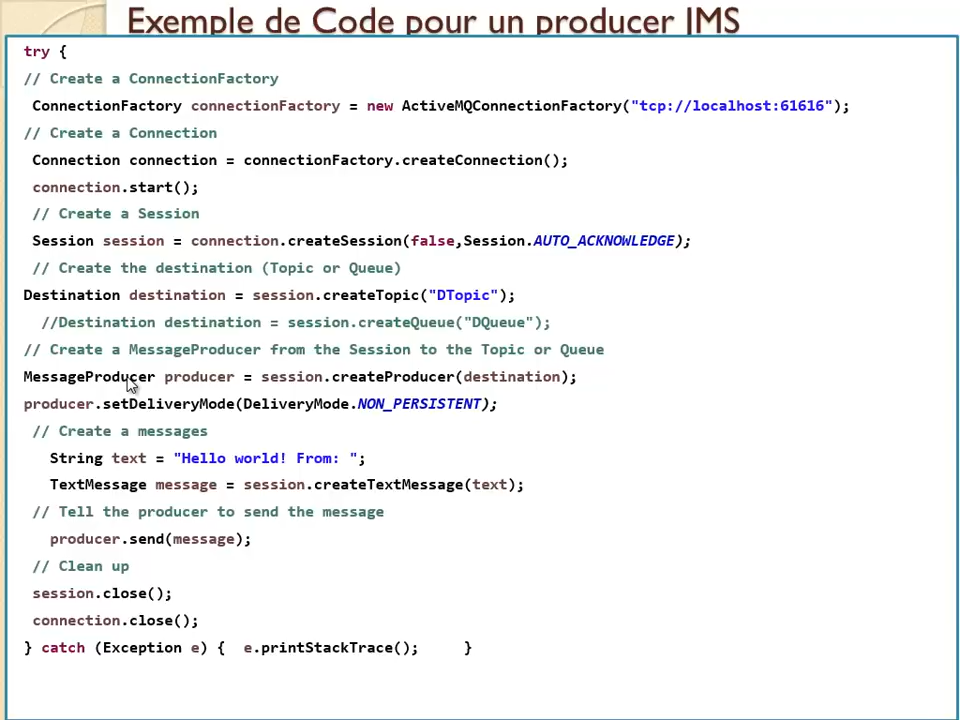 Exemple de Code pour un producer JMS
try {
// Create a ConnectionFactory
ConnectionFactory connectionFactory = new ActiveMQConnectionFactory("tcp://localhost:61616");
// Create a Connection
Connection connection = connectionFactory.createConnection();
connection.start();
// Create a Session
Session session = connection.createSession(false,Session.AUTO_ACKNOWLEDGE);
// Create the destination (Topic or Queue)
Destination destination = session.createTopic("DTopic");
//Destination destination = session.createQueue("DQueue");
// Create a MessageProducer from the Session to the Topic or Queue
MessageProducer producer = session.createProducer(destination);
producer.setDeliveryMode(DeliveryMode.NON_PERSISTENT);
// Create a messages
String text = "Hello world! From: ";
TextMessage message = session.createTextMessage(text);
// Tell the producer to send the message
producer.send(message);
// Clean up
session.close();
connection.close();
} catch (Exception e) {  e.printStackTrace();     }